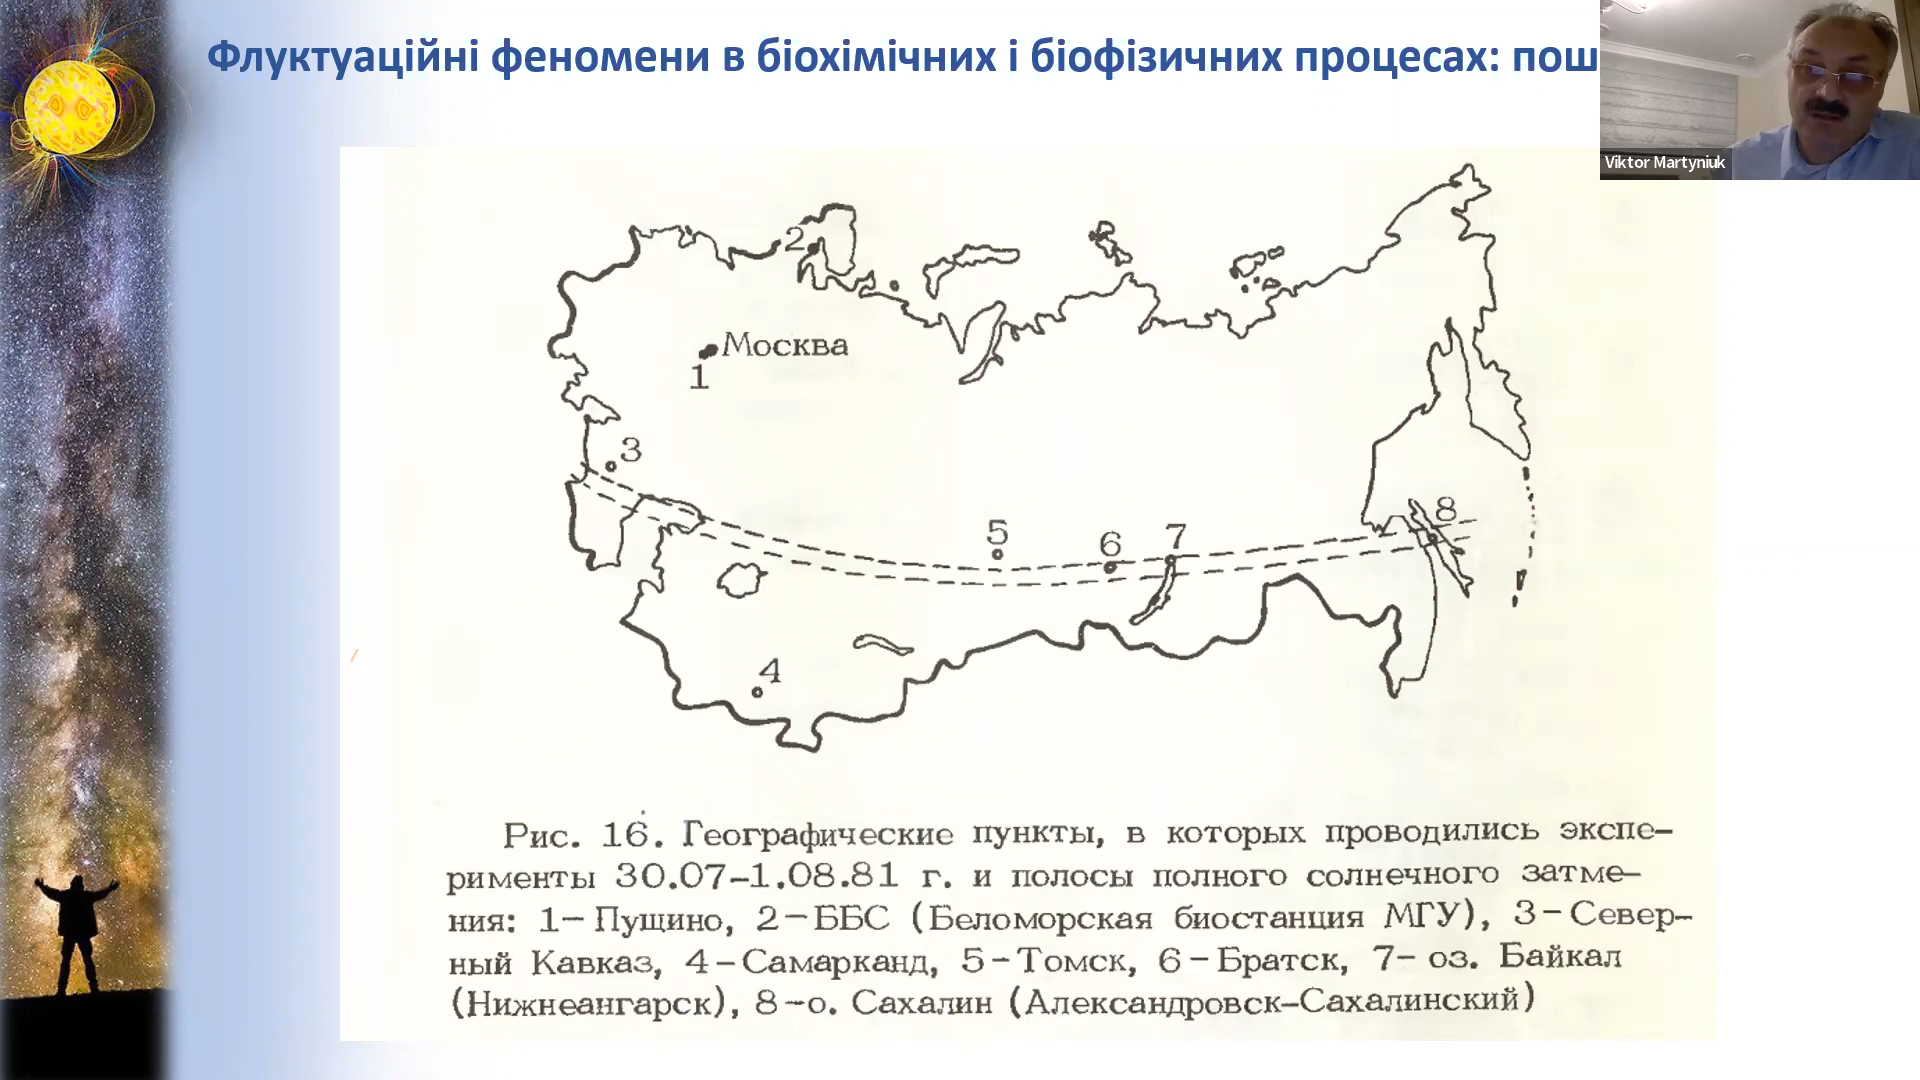 Флуктуаційні феномени в біохімічних і біофізичних процесах: пош
Viktor Martyniuk
2
Москва
1
3
5
6
7
8
4
Рис. 16. Географические пункты, в которых проводились экспе-
рименты 30.07-1.08.81 г. и полосы полного солнечного затме-
ния: 1- Пущино, 2-ББС (Беломорская биостанция МГУ), 3-Север-
ный Кавказ, 4-Самарканд, 5-Томск, 6-Братск, 7- оз. Байкал
(Нижнеангарск), 8-о. Сахалин (Александровск-Сахалинский)